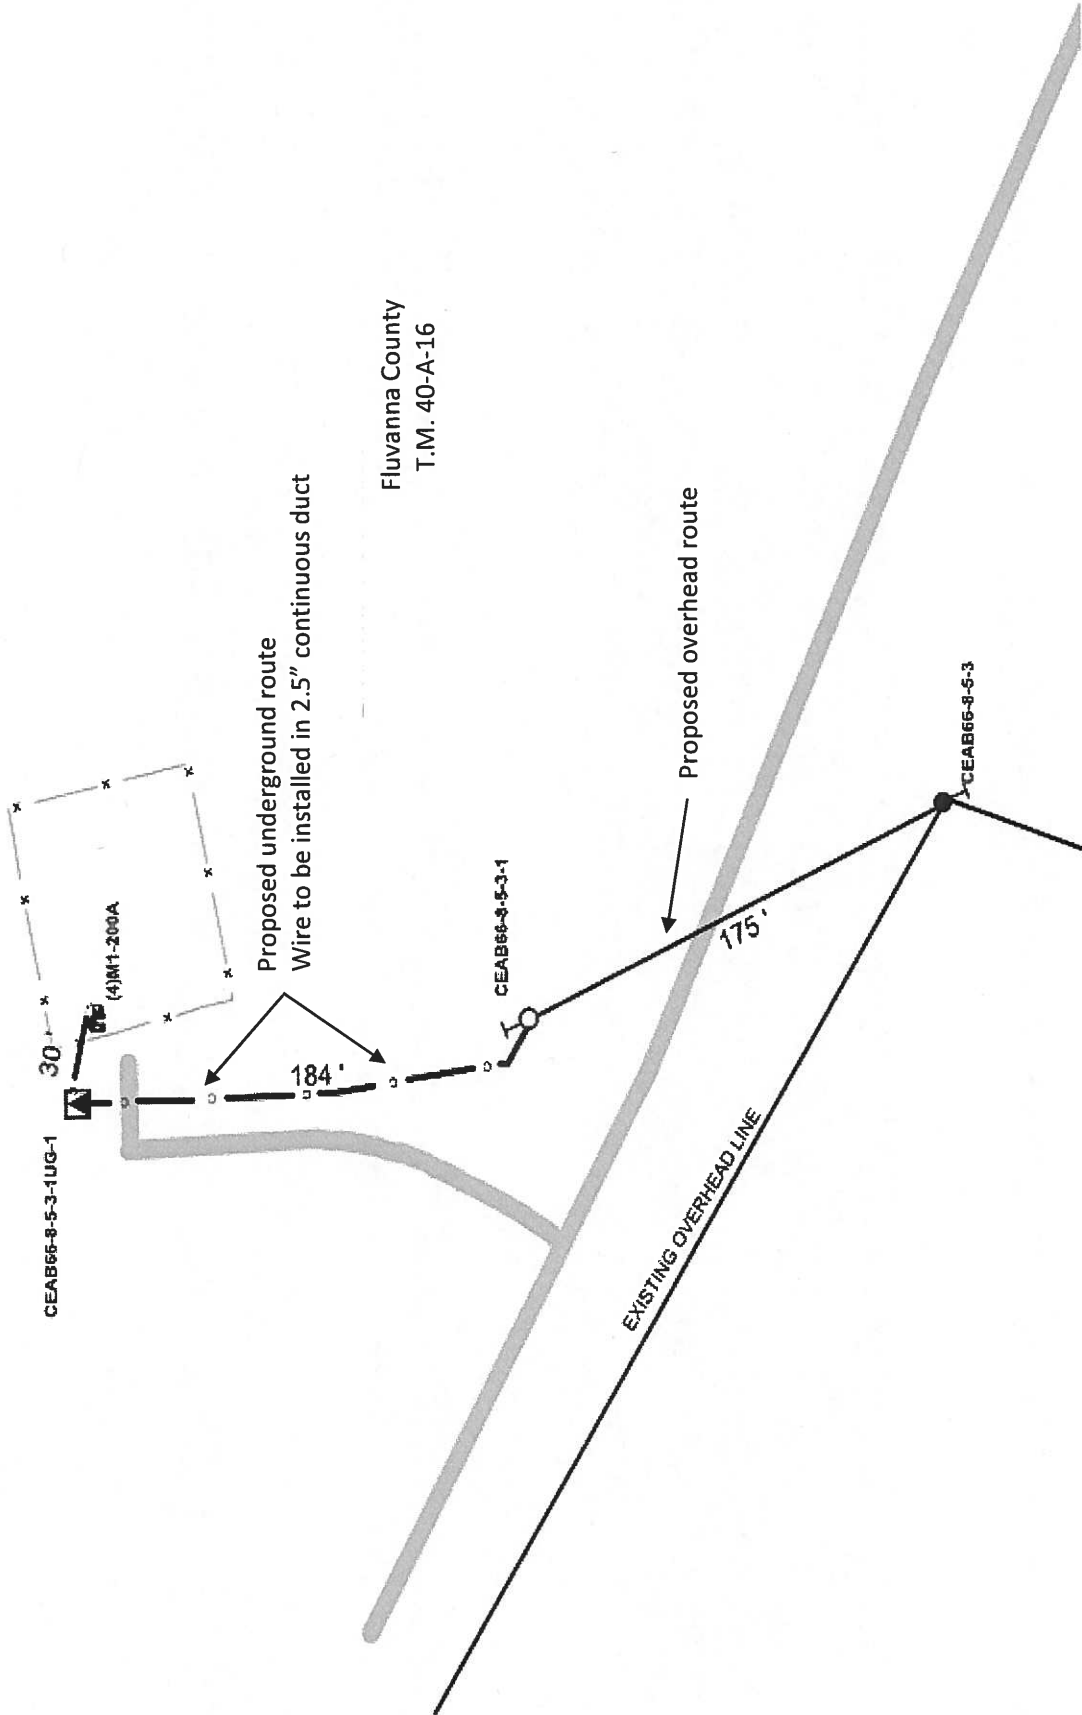 CEAB66-8-5-3-1UG-1
30'
(4)M1-200A
Proposed underground route
Wire to be installed in 2.5" continuous duct
184'
Fluvanna County
T.M. 40-A-16
CEAB66-8-5-3-1
Proposed overhead route
175'
EXISTING OVERHEAD LINE
CEAB66-8-5-3